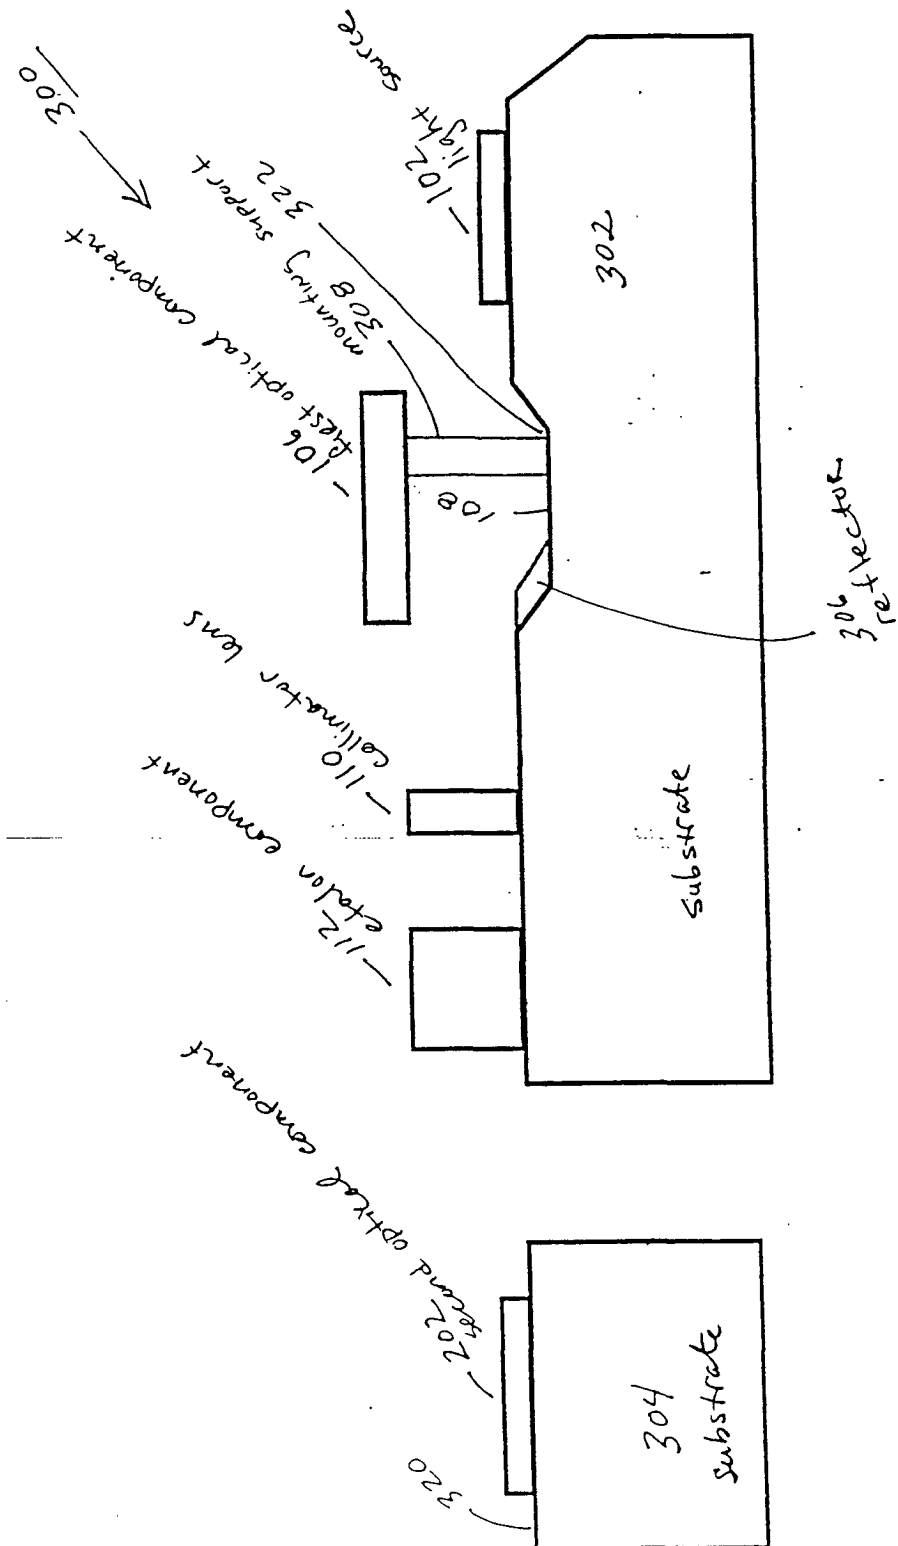 300
102
light source
322
308
mounting support
106
first optical component
108
302
306
reflector
110
collimator lens
112
etalon component
substrate
202
second optical component
320
304
substrate